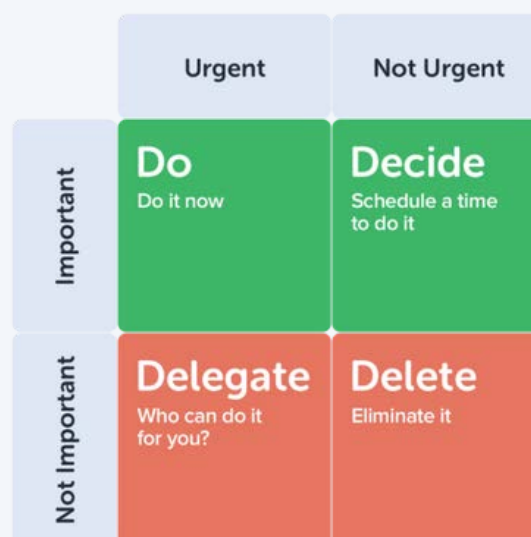 Urgent
Not Urgent
Important
Do
Do it now
Decide
Schedule a time
to do it
Not Important
Delegate
Who can do it
for you?
Delete
Eliminate it